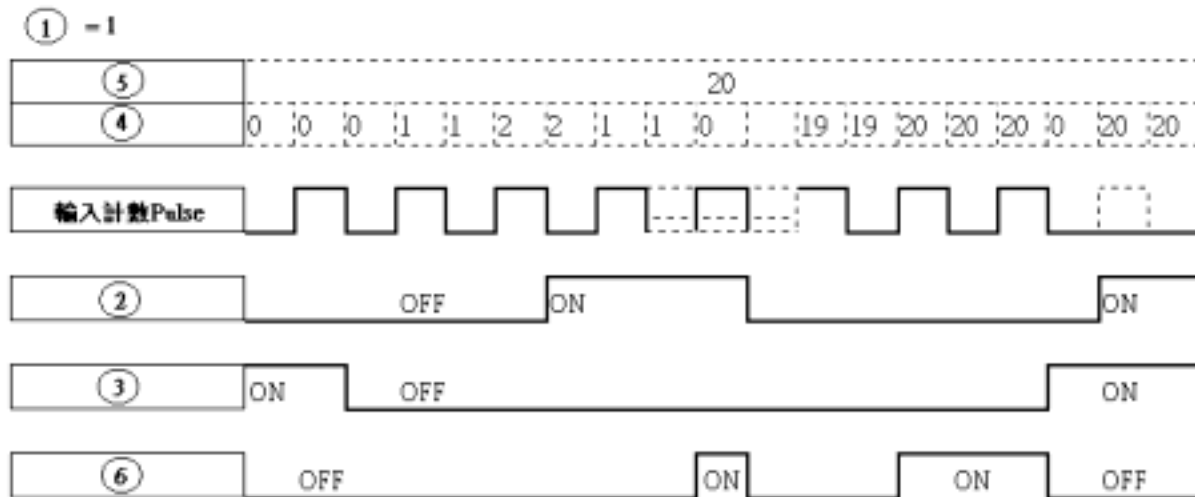 ① =1
⑤ 20
④ 0 0 0 1 1 2 2 1 1 0 19 19 20 20 20 0 20 20
輸入計數Pulse
② OFF ON ON
③ ON OFF ON
⑥ OFF ON ON OFF